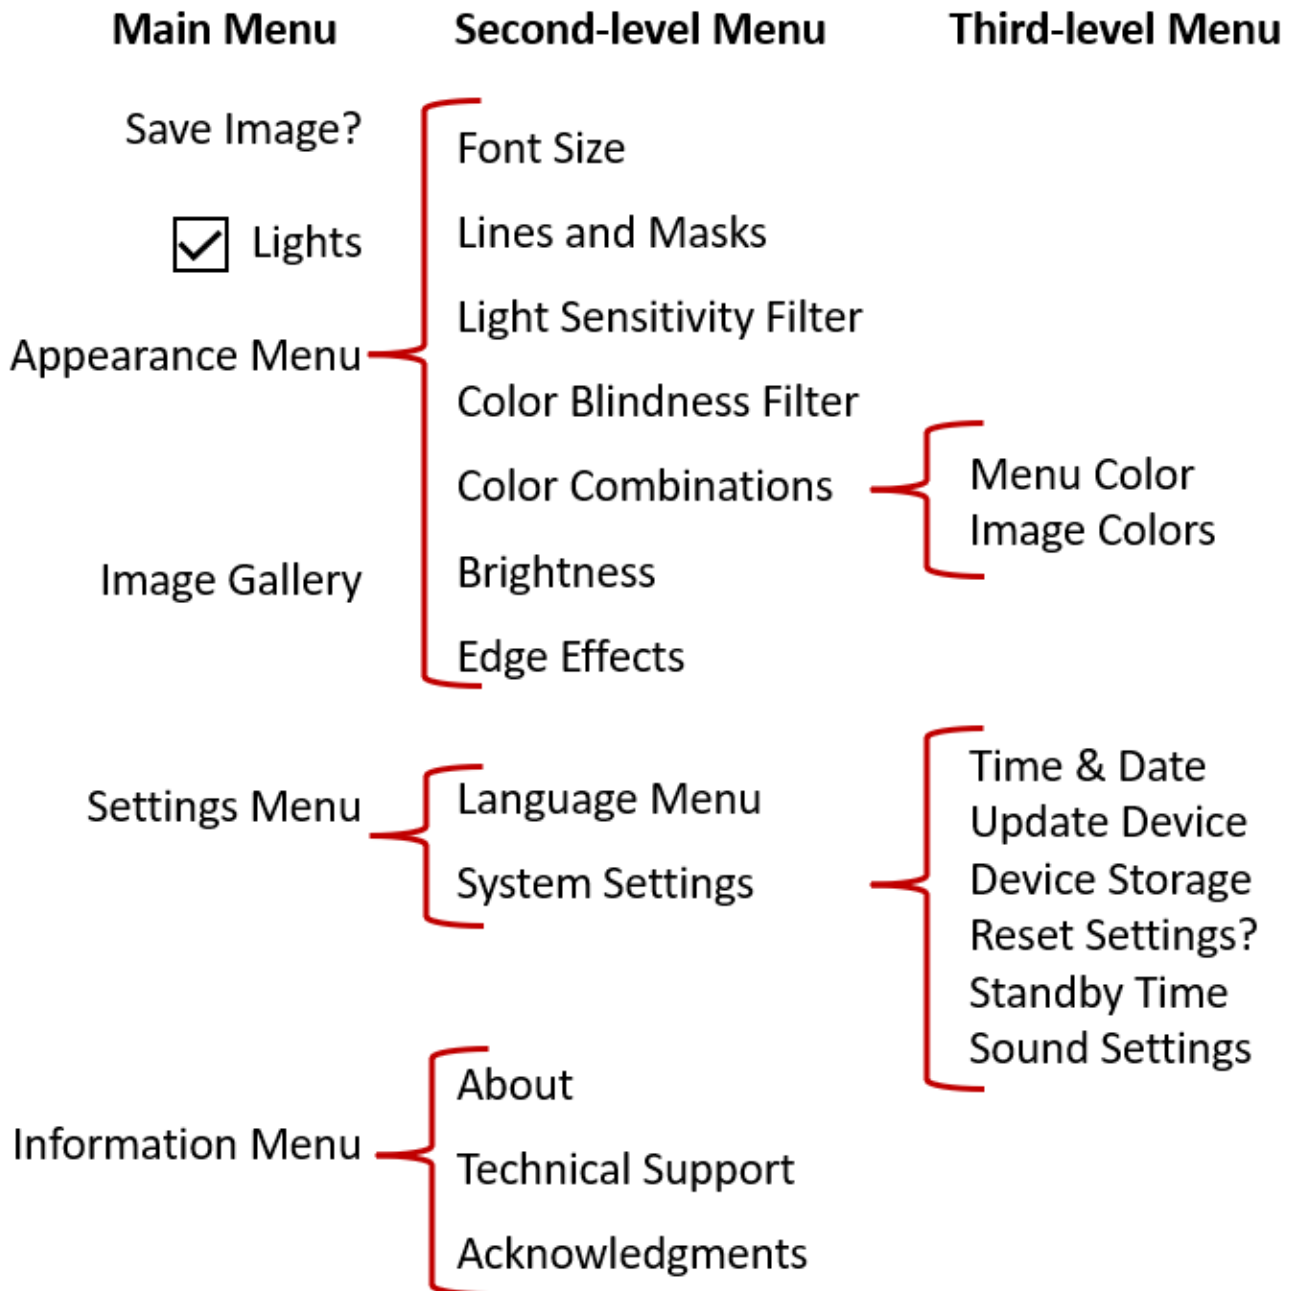 Main Menu
Second-level Menu
Third-level Menu
Save Image?
Lights
Appearance Menu
Image Gallery
Settings Menu
Information Menu
Font Size
Lines and Masks
Light Sensitivity Filter
Color Blindness Filter
Color Combinations
Brightness
Edge Effects
Language Menu
System Settings
About
Technical Support
Acknowledgments
Menu Color
Image Colors
Time & Date
Update Device
Device Storage
Reset Settings?
Standby Time
Sound Settings